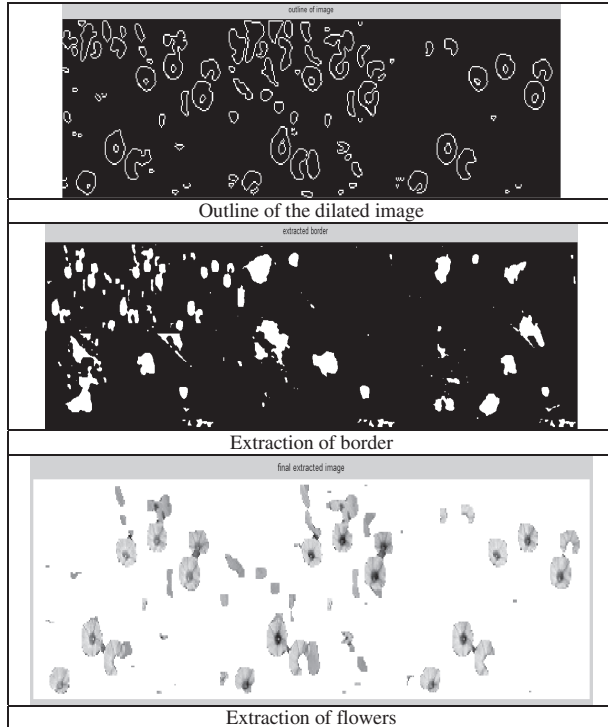 outline of image
Outline of the dilated image
extracted border
Extraction of border
final extracted image
Extraction of flowers